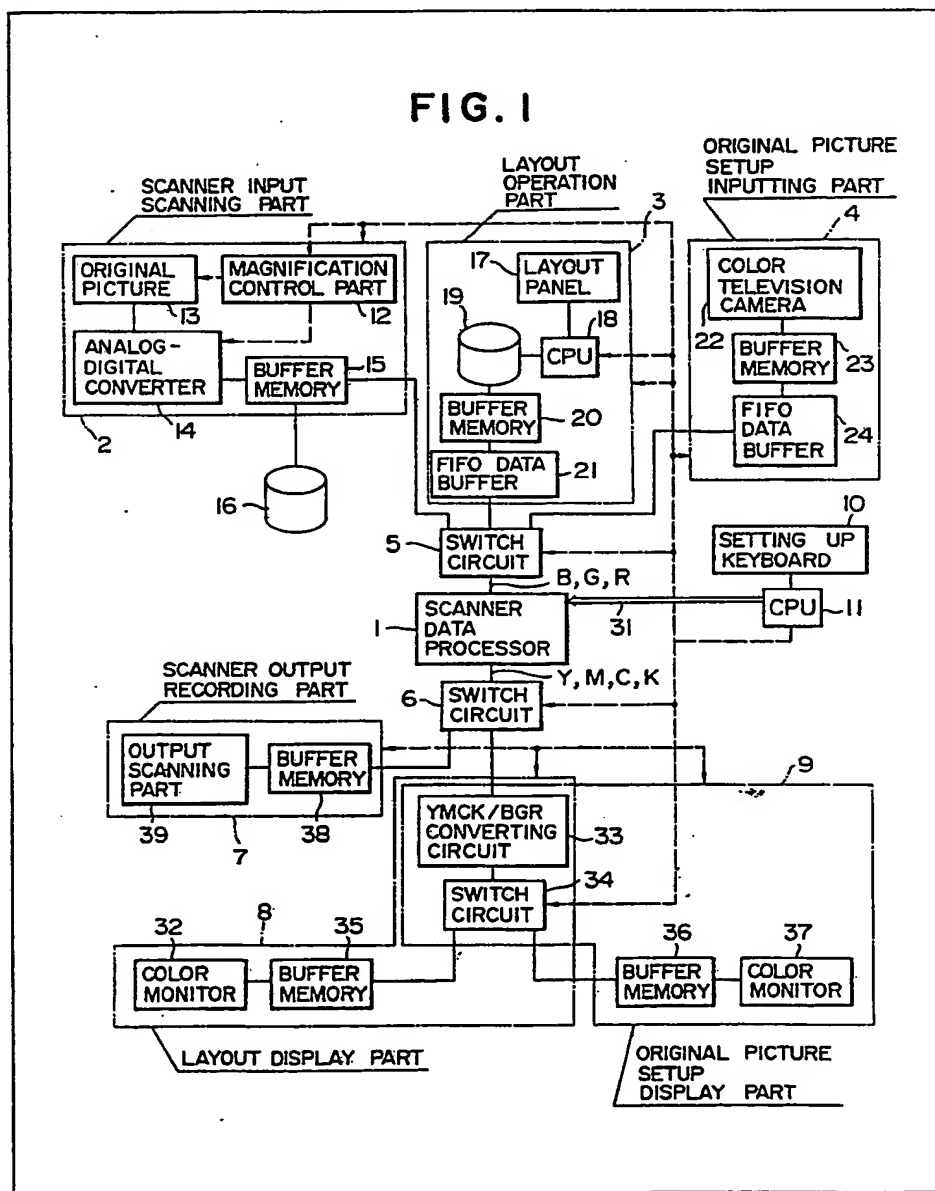 FIG. 1
SCANNER INPUT
SCANNING PART
LAYOUT
OPERATION
PART
ORIGINAL PICTURE
SETUP
INPUTTING PART
3
4
ORIGINAL
PICTURE
13
MAGNIFICATION
CONTROL PART
12
ANALOG-
DIGITAL
CONVERTER
14
BUFFER
MEMORY
15
2
16
17
LAYOUT
PANEL
18
CPU
19
BUFFER
MEMORY
20
FIFO DATA
BUFFER
21
COLOR
TELEVISION
CAMERA
22
BUFFER
MEMORY
23
FIFO
DATA
BUFFER
24
5
SWITCH
CIRCUIT
B, G, R
10
SETTING UP
KEYBOARD
CPU
11
31
1
SCANNER
DATA
PROCESSOR
Y, M, C, K
6
SWITCH
CIRCUIT
SCANNER OUTPUT
RECORDING PART
OUTPUT
SCANNING
PART
39
BUFFER
MEMORY
38
7
9
YMCK/BGR
CONVERTING
CIRCUIT
33
34
SWITCH
CIRCUIT
8
32
COLOR
MONITOR
35
BUFFER
MEMORY
36
BUFFER
MEMORY
37
COLOR
MONITOR
LAYOUT DISPLAY PART
ORIGINAL PICTURE
SETUP
DISPLAY PART